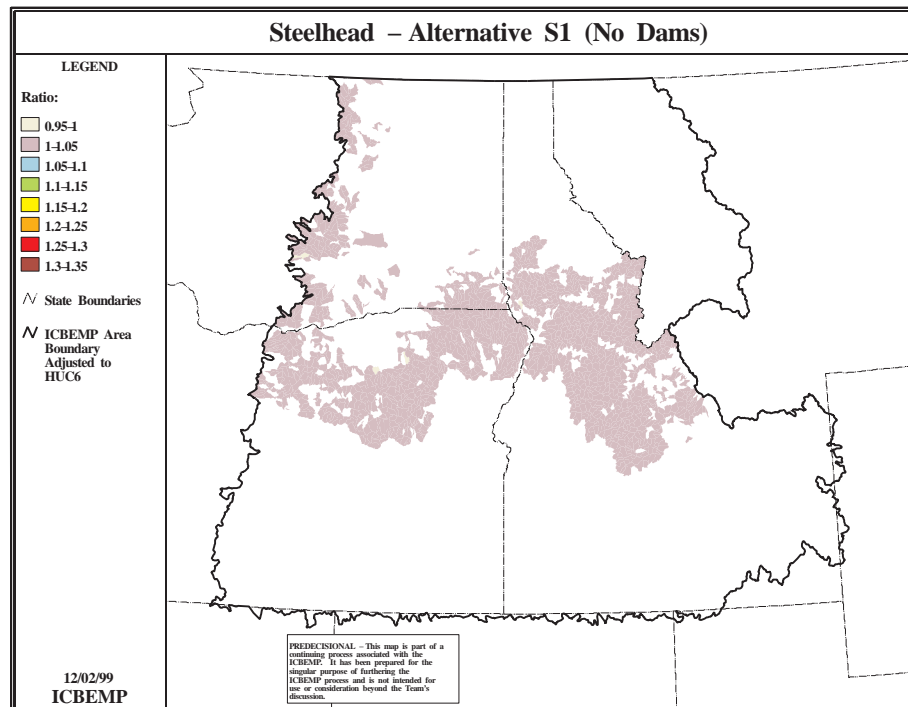 Steelhead – Alternative S1 (No Dams)
LEGEND
Ratio:
0.95–1
1–1.05
1.05–1.1
1.1–1.15
1.15–1.2
1.2–1.25
1.25–1.3
1.3–1.35
State Boundaries
ICBEMP Area
Boundary
Adjusted to
HUC6
12/02/99
ICBEMP
PREDECISIONAL – This map is part of a
continuing process associated with the
ICBEMP. It has been prepared for the
singular purpose of furthering the
ICBEMP process and is not intended for
use or consideration beyond the Team's
discussion.